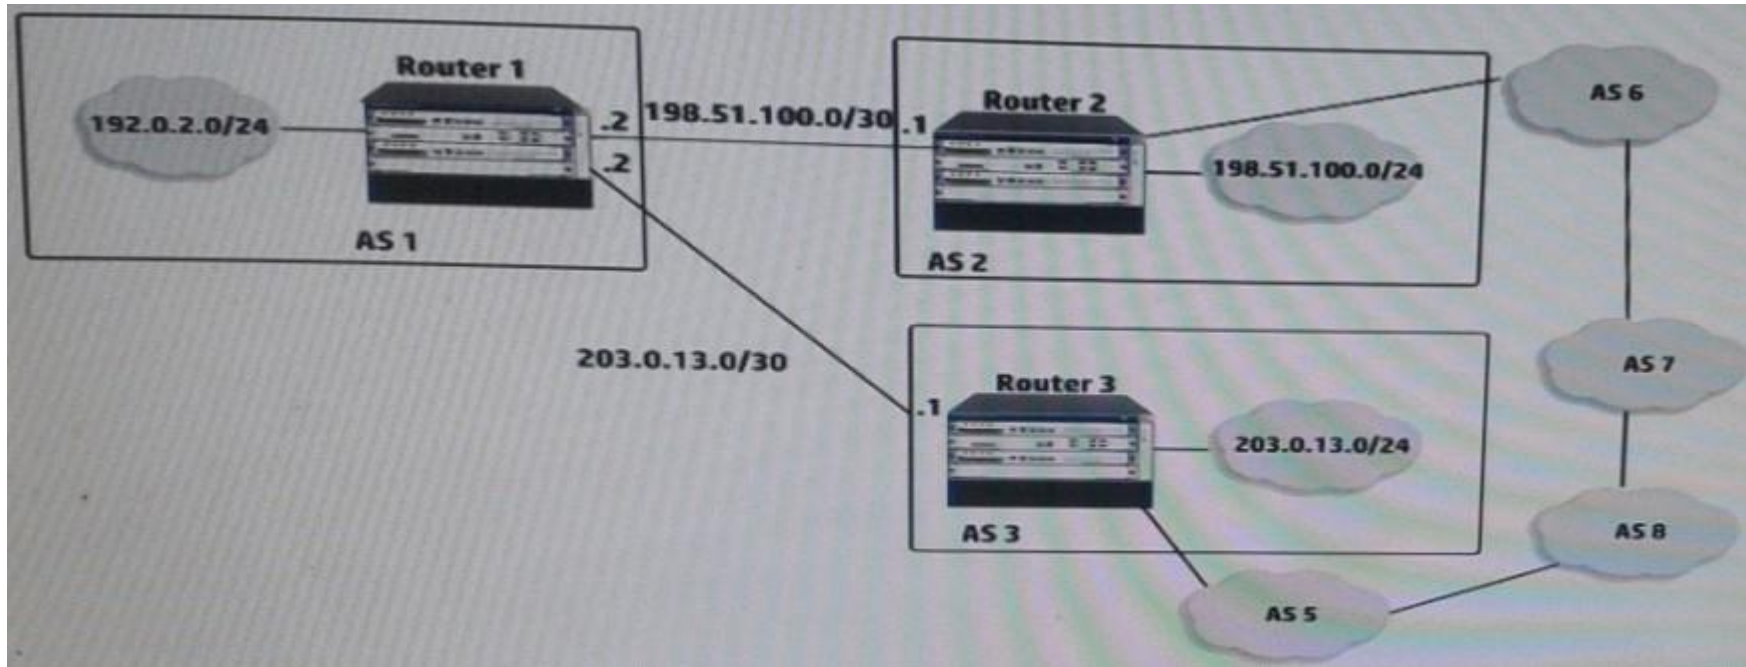 Router 1
192.0.2.0/24
.2
.2
AS 1
198.51.100.0/30
.1
Router 2
198.51.100.0/24
AS 2
AS 6
203.0.13.0/30
.1
Router 3
203.0.13.0/24
AS 3
AS 7
AS 8
AS 5